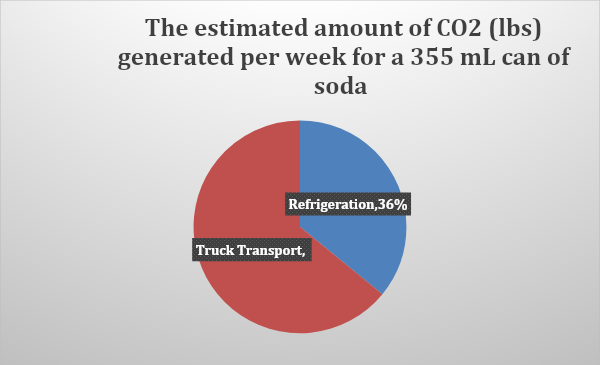 The estimated amount of CO2 (lbs)
generated per week for a 355 mL can of
soda
Refrigeration,36%
Truck Transport,